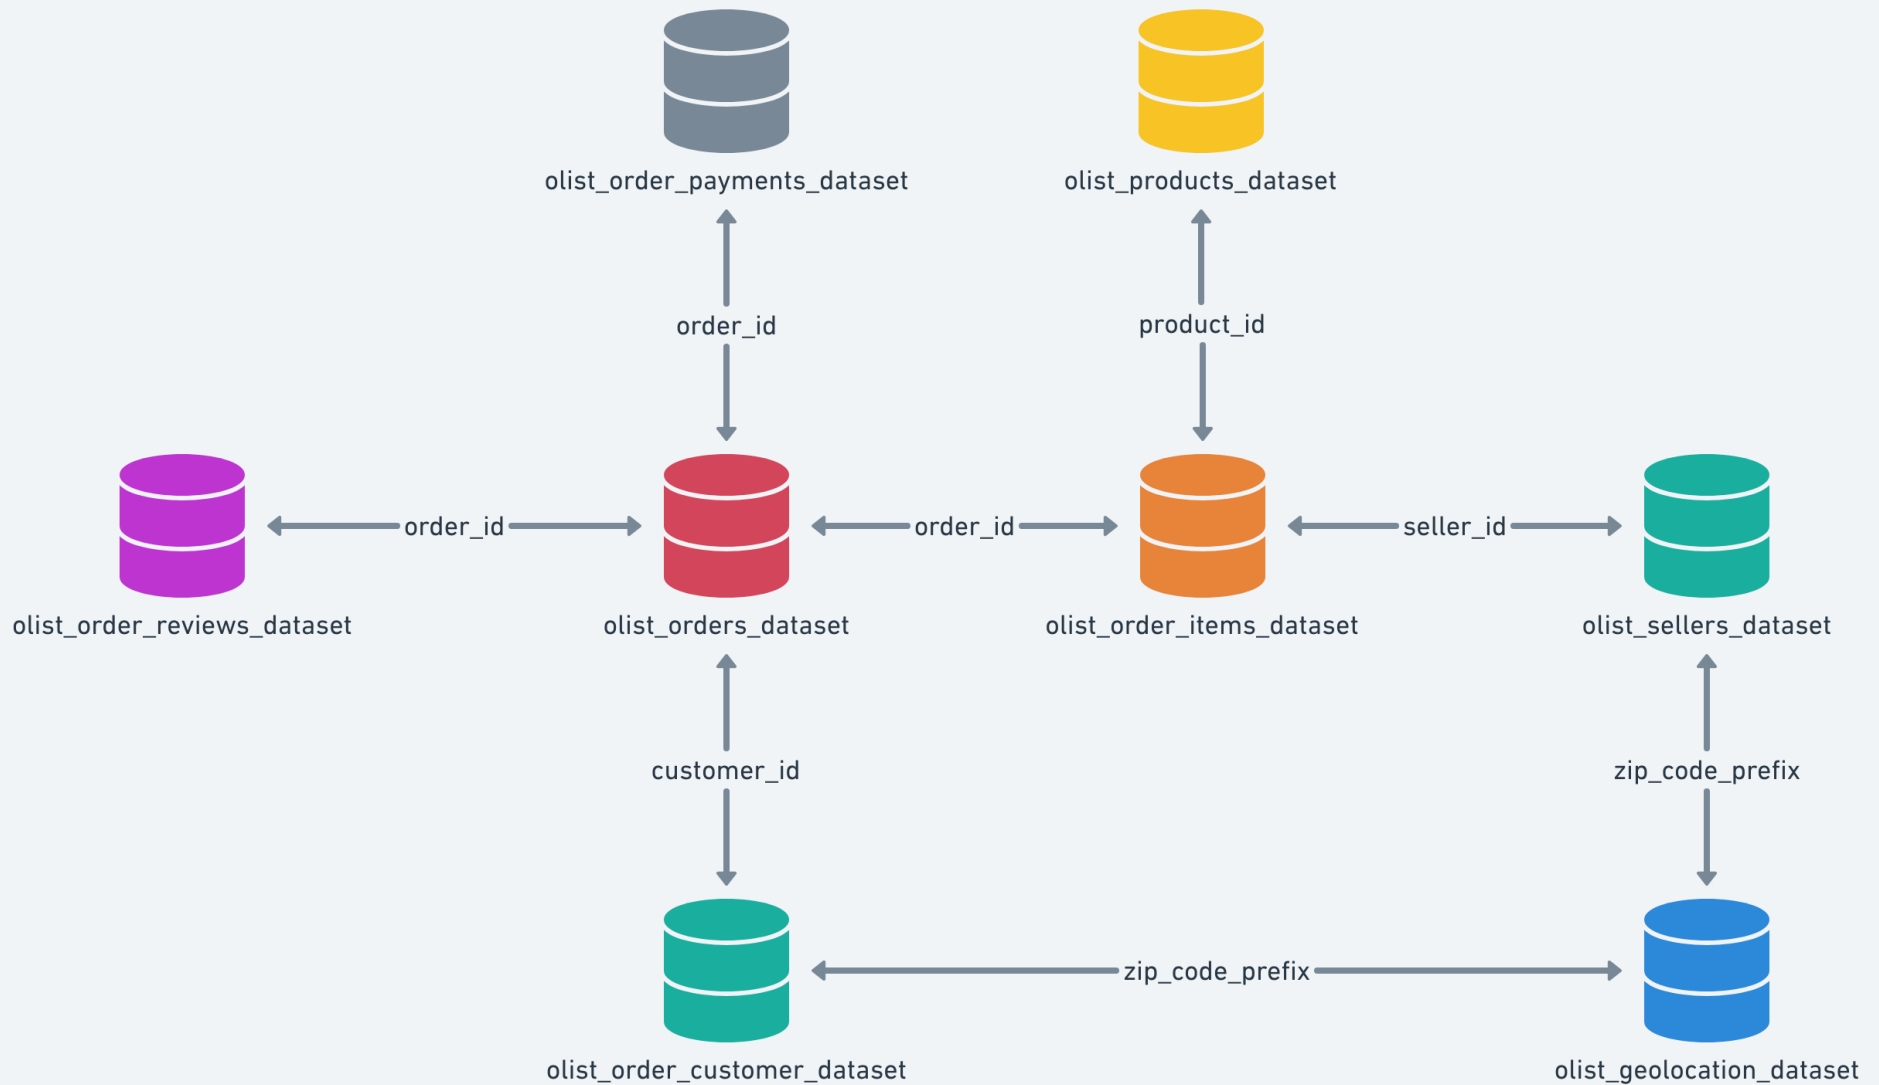 olist_order_payments_dataset
olist_products_dataset
order_id
product_id
order_id
order_id
seller_id
olist_order_reviews_dataset
olist_orders_dataset
olist_order_items_dataset
olist_sellers_dataset
customer_id
zip_code_prefix
zip_code_prefix
olist_order_customer_dataset
olist_geolocation_dataset